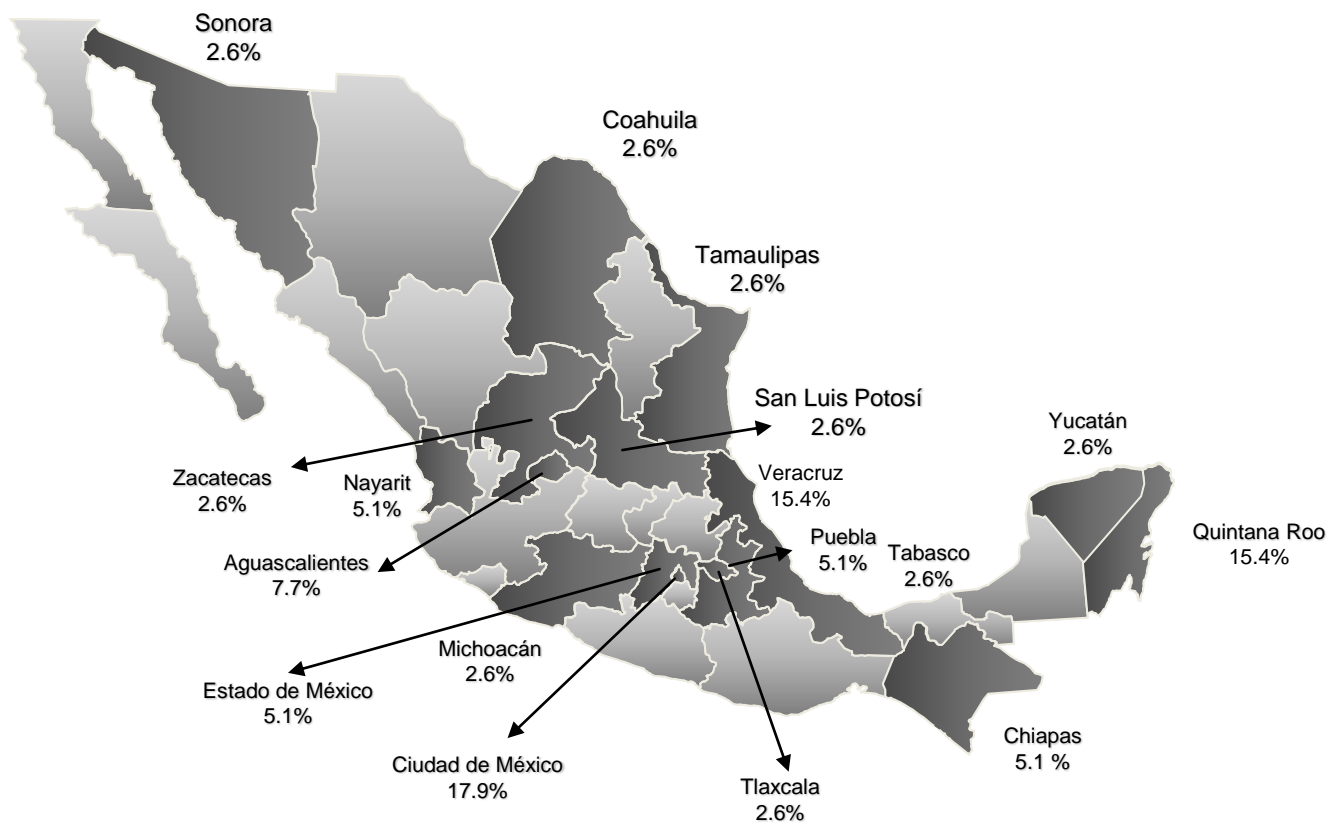 Sonora
2.6%
Coahuila
2.6%
Tamaulipas
2.6%
San Luis Potosí
2.6%
Yucatán
2.6%
Zacatecas
2.6%
Nayarit
5.1%
Veracruz
15.4%
Quintana Roo
15.4%
Puebla
5.1%
Tabasco
2.6%
Aguascalientes
7.7%
Michoacán
2.6%
Estado de México
5.1%
Chiapas
5.1 %
Ciudad de México
17.9%
Tlaxcala
2.6%